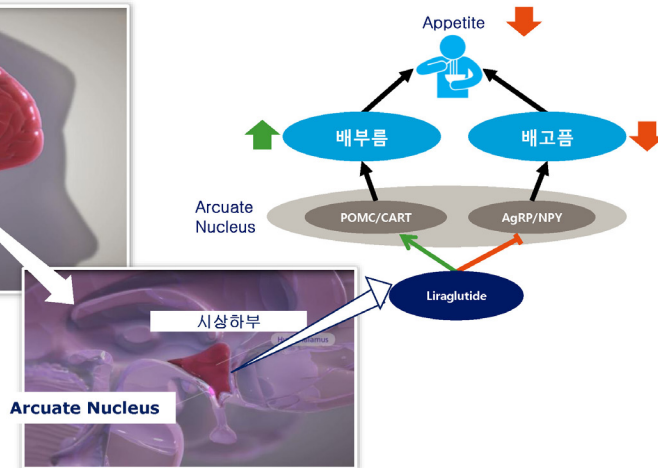 Appetite
배부름
배고픔
Arcuate
Nucleus
POMC/CART
AgRP/NPY
Liraglutide
시상하부
Arcuate Nucleus